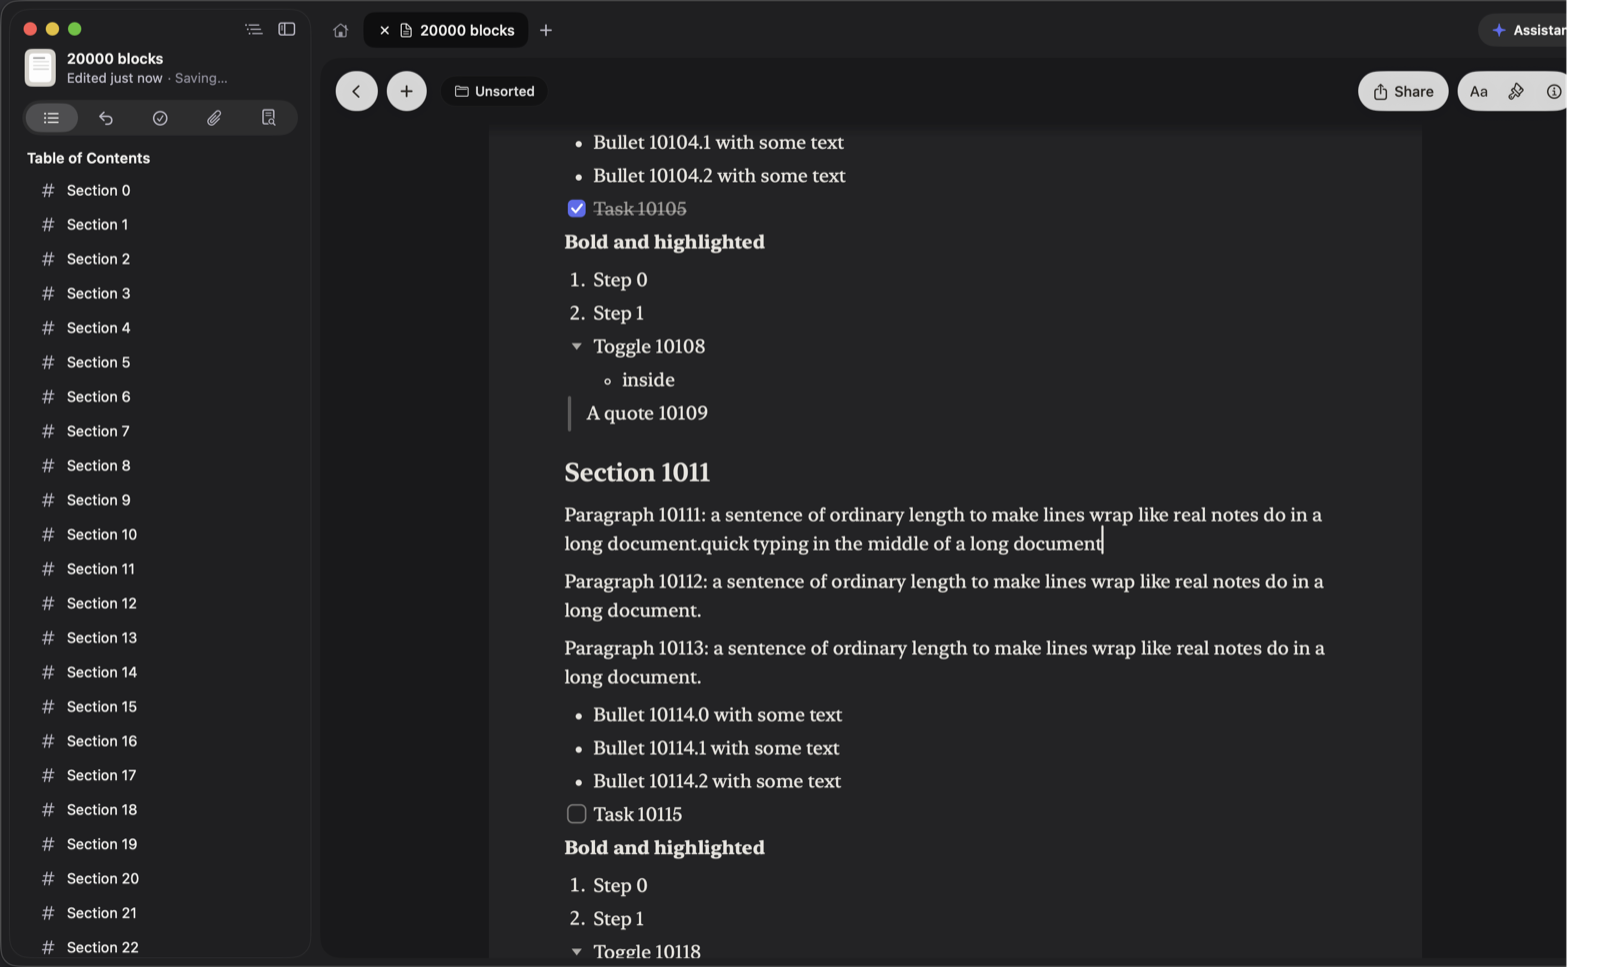 20000 blocks
Edited just now · Saving...
Table of Contents
# Section 0
# Section 1
# Section 2
# Section 3
# Section 4
# Section 5
# Section 6
# Section 7
# Section 8
# Section 9
# Section 10
# Section 11
# Section 12
# Section 13
# Section 14
# Section 15
# Section 16
# Section 17
# Section 18
# Section 19
# Section 20
# Section 21
# Section 22
20000 blocks
Assistar
Unsorted
Share
Aa
• Bullet 10104.1 with some text
• Bullet 10104.2 with some text
Task 10105
Bold and highlighted
1. Step 0
2. Step 1
Toggle 10108
inside
A quote 10109
Section 1011
Paragraph 10111: a sentence of ordinary length to make lines wrap like real notes do in a
long document.quick typing in the middle of a long document
Paragraph 10112: a sentence of ordinary length to make lines wrap like real notes do in a
long document.
Paragraph 10113: a sentence of ordinary length to make lines wrap like real notes do in a
long document.
• Bullet 10114.0 with some text
• Bullet 10114.1 with some text
• Bullet 10114.2 with some text
Task 10115
Bold and highlighted
1. Step 0
2. Step 1
Toggle 10118